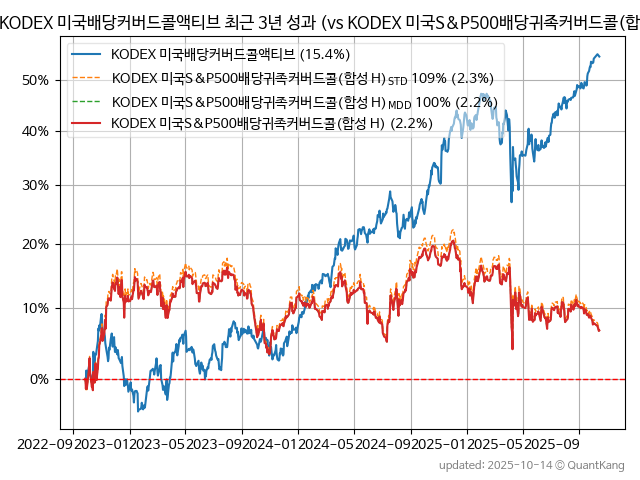 KODEX 미국배당커버드콜액티브 최근 3년 성과 (vs KODEX 미국S&P500배당귀족커버드콜(합
KODEX 미국배당커버드콜액티브 (15.4%)
KODEX 미국S&P500배당귀족커버드콜(합성 H) STD 109% (2.3%)
KODEX 미국S&P500배당귀족커버드콜(합성 H) MDD 100% (2.2%)
KODEX 미국S&P500배당귀족커버드콜(합성 H) (2.2%)
50%
40%
30%
20%
10%
0%
2022-09 2023-01 2023-05 2023-09 2024-01 2024-05 2024-09 2025-01 2025-05 2025-09
updated: 2025-10-14 © QuantKang